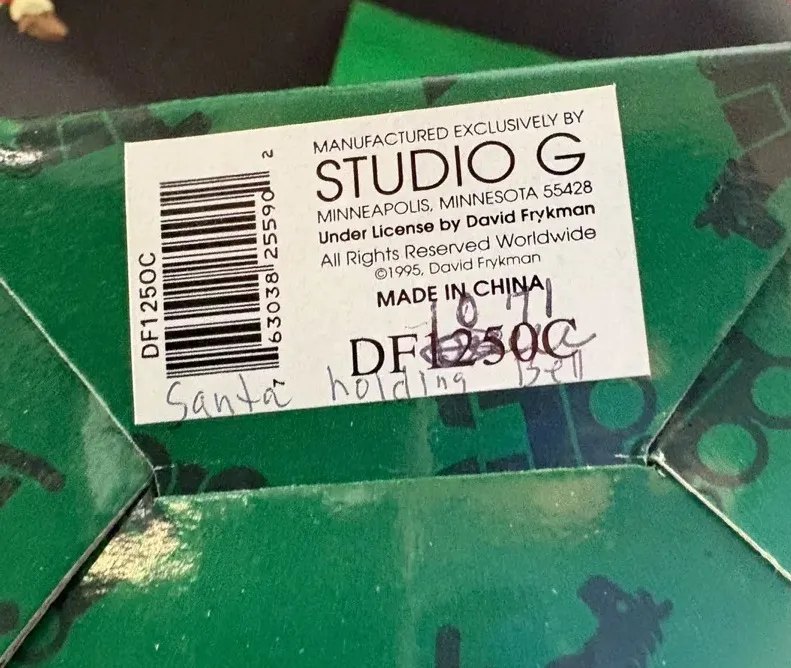 MANUFACTURED EXCLUSIVELY BY
STUDIO G
MINNEAPOLIS, MINNESOTA 55428
Under License by David Frykman
All Rights Reserved Worldwide
©1995, David Frykman
MADE IN CHINA
DF1250C
Santa holding Bell
DF1250C
7 63038 25590 2